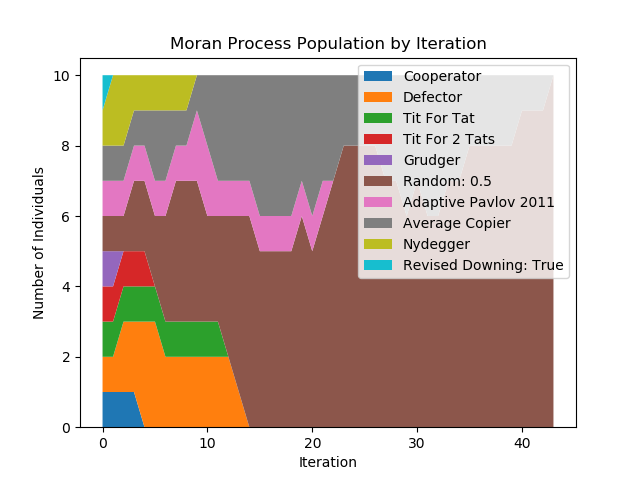 Moran Process Population by Iteration
Number of Individuals
10
8
6
4
2
0
Cooperator
Defector
Tit For Tat
Tit For 2 Tats
Grudger
Random: 0.5
Adaptive Pavlov 2011
Average Copier
Nydegger
Revised Downing: True
0 10 20 30 40
Iteration